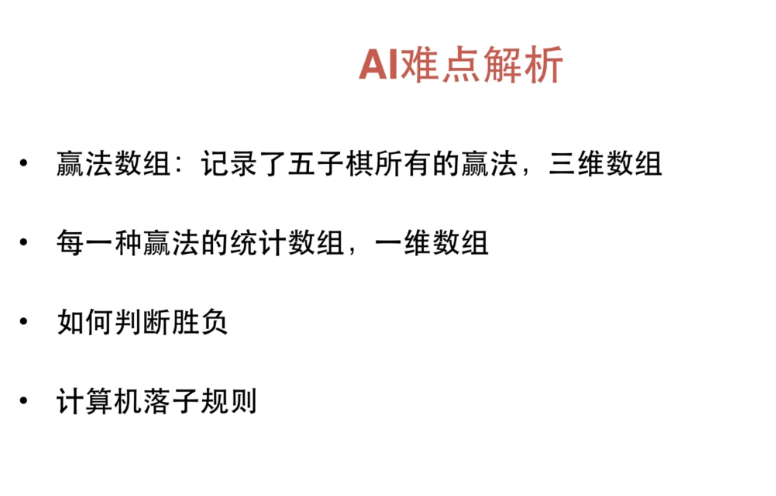 AI难点解析
• 赢法数组：记录了五子棋所有的赢法，三维数组
• 每一种赢法的统计数组，一维数组
• 如何判断胜负
• 计算机落子规则